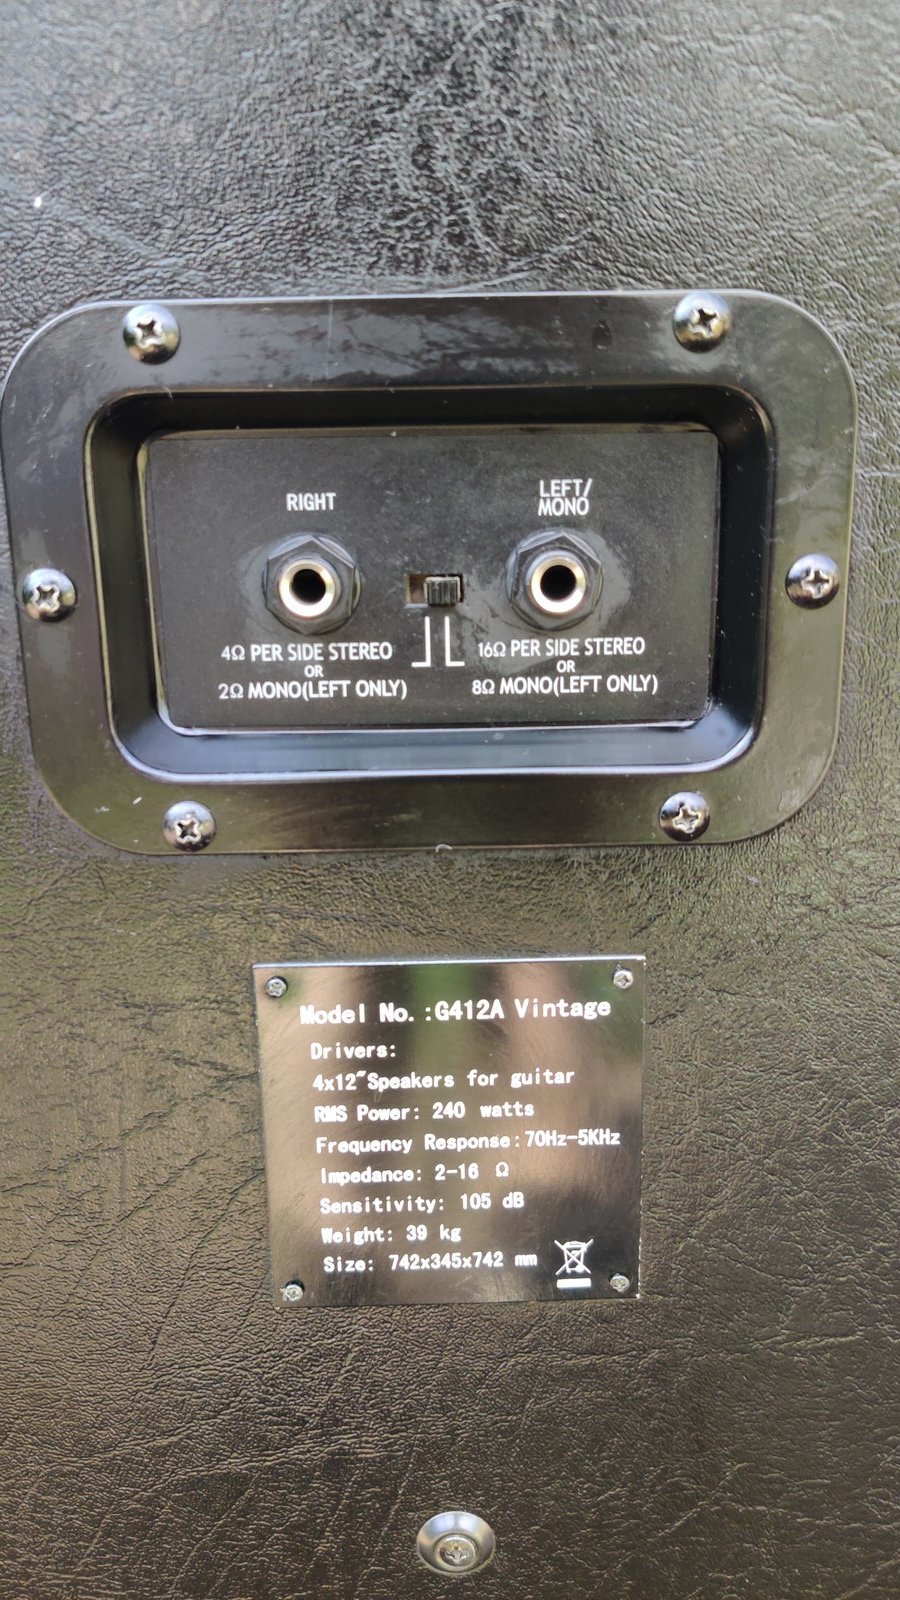 RIGHT
LEFT/
MONO
4Ω PER SIDE STEREO
OR
2Ω MONO(LEFT ONLY)
16Ω PER SIDE STEREO
OR
8Ω MONO(LEFT ONLY)
Model No.:G412A Vintage
Drivers:
4x12"Speakers for guitar
RMS Power: 240 watts
Frequency Response:70Hz-5KHz
Impedance: 2-16 Ω
Sensitivity: 105 dB
Weight: 39 kg
Size: 742x345x742 mm